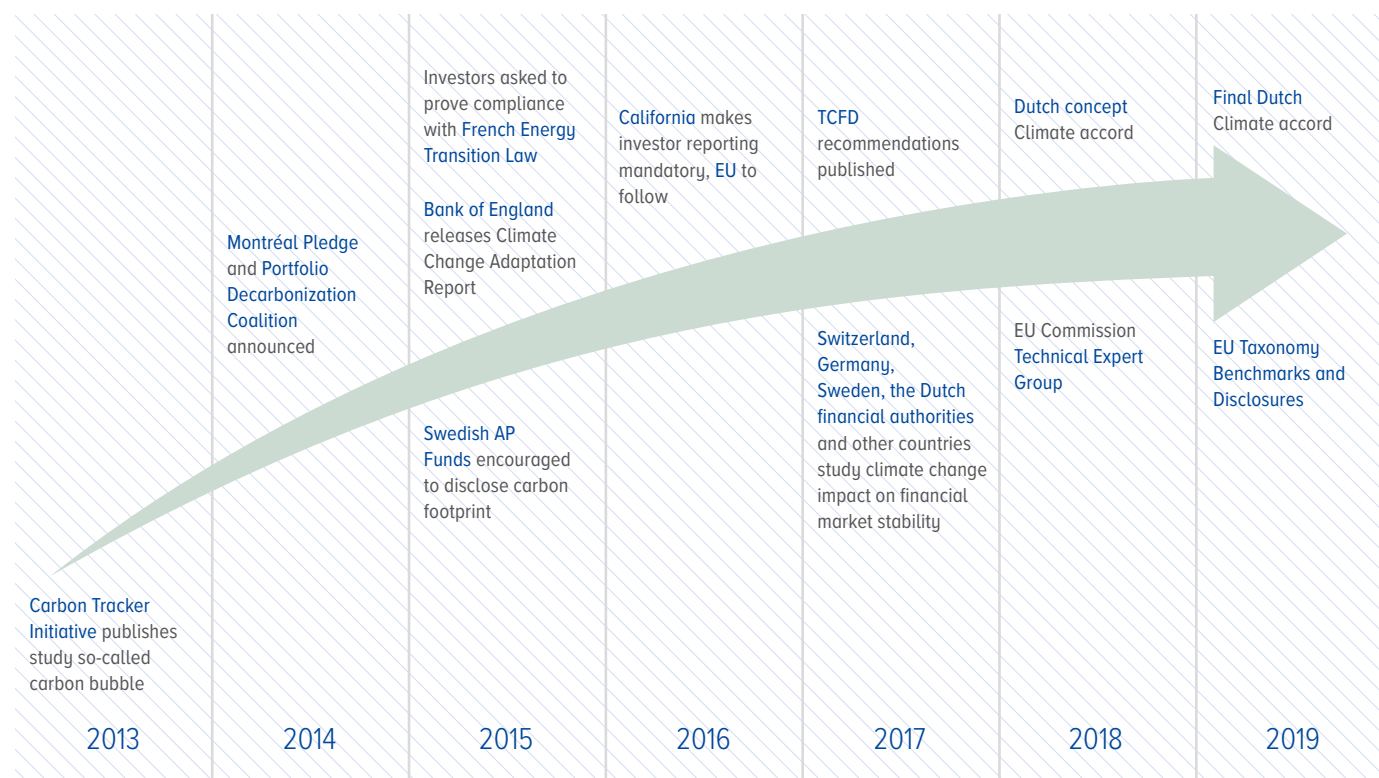 Carbon Tracker
Initiative publishes
study so-called
carbon bubble
2013
Montréal Pledge
and Portfolio
Decarbonization
Coalition
announced
2014
Investors asked to
prove compliance
with French Energy
Transition Law
Bank of England
releases Climate
Change Adaptation
Report
Swedish AP
Funds encouraged
to disclose carbon
footprint
2015
California makes
investor reporting
mandatory, EU to
follow
2016
TCFD
recommendations
published
Switzerland,
Germany,
Sweden, the Dutch
financial authorities
and other countries
study climate change
impact on financial
market stability
2017
Dutch concept
Climate accord
EU Commission
Technical Expert
Group
2018
Final Dutch
Climate accord
EU Taxonomy
Benchmarks and
Disclosures
2019